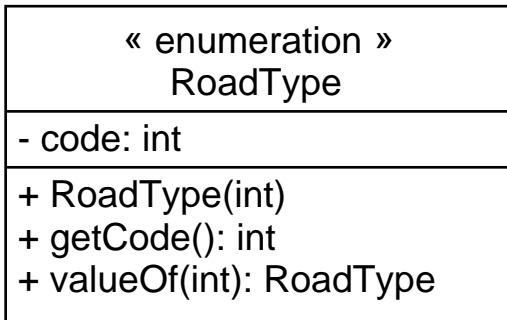 « enumeration »
RoadType
- code: int
+ RoadType(int)
+ getCode(): int
+ valueOf(int): RoadType